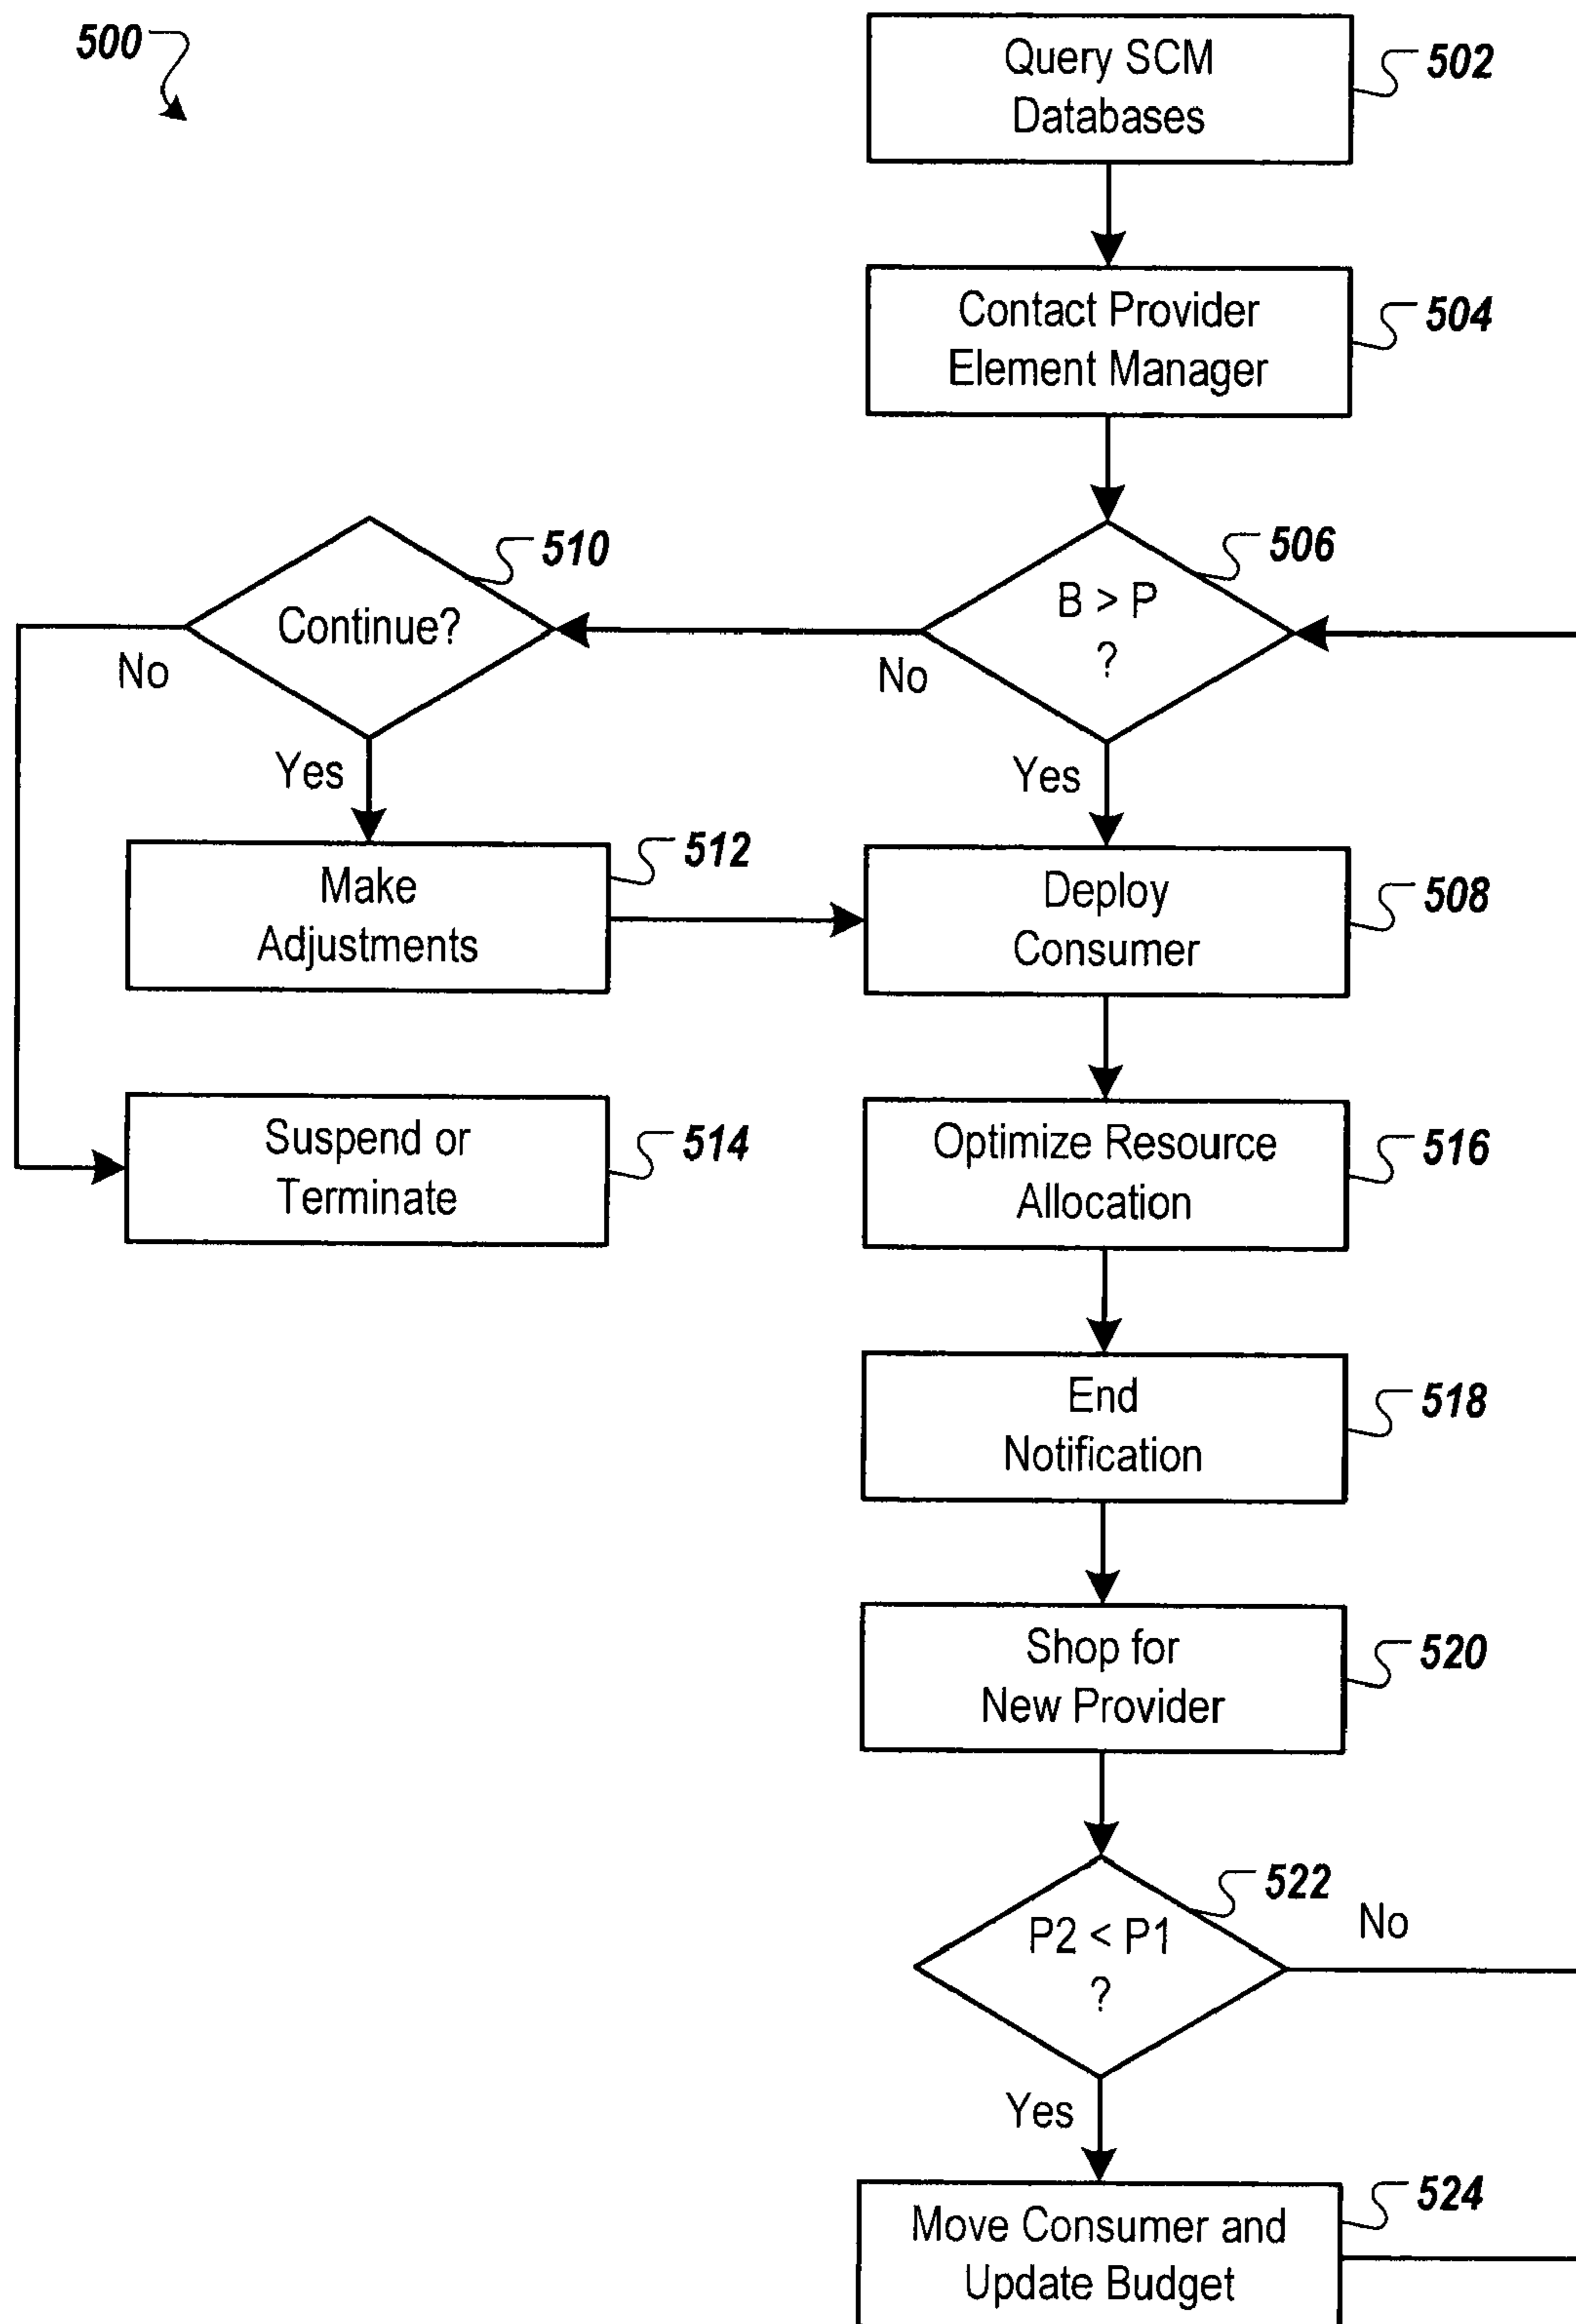 500
Query SCM
Databases
502
Contact Provider
Element Manager
504
510
Continue?
No
Yes
506
B > P
?
No
Yes
Make
Adjustments
512
Deploy
Consumer
508
Suspend or
Terminate
514
Optimize Resource
Allocation
516
End
Notification
518
Shop for
New Provider
520
522
P2 < P1
?
No
Yes
Move Consumer and
Update Budget
524